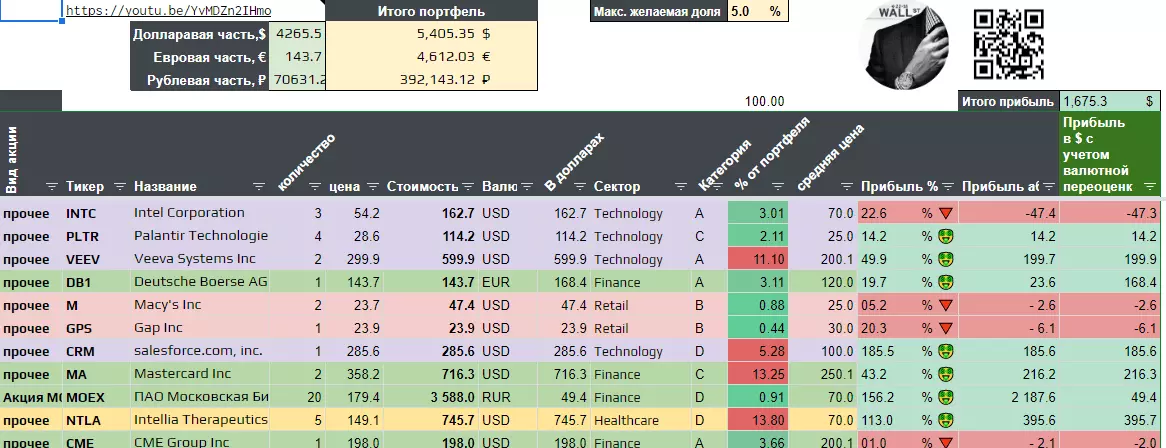 https://youtu.be/YvMDZn2IHmo Итого портфель Макс. желаемая доля 5.0 %
WALL ST
Долларавая часть,$ 4265.5 5,405.35 $
Евровая часть, € 143.7 4,612.03 €
Рублевая часть, ₽ 70631.2 392,143.12 ₽
100.00 Итого прибыль 1,675.3 $
Вид акции Тикер Название количество цена Стоимость Валю В долларах Сектор Категория % от портфеля средняя цена Прибыль % Прибыль аб Прибыль в $ с учетом валютной переоценк
прочее INTC Intel Corporation 3 54.2 162.7 USD 162.7 Technology A 3.01 70.0 22.6 % -47.4 -47.3
прочее PLTR Palantir Technologie 4 28.6 114.2 USD 114.2 Technology C 2.11 25.0 14.2 % 14.2 14.2
прочее VEEV Veeva Systems Inc 2 299.9 599.9 USD 599.9 Technology A 11.10 200.1 49.9 % 199.7 199.9
прочее DB1 Deutsche Boerse AG 1 143.7 143.7 EUR 168.4 Finance A 3.11 120.0 19.7 % 23.6 168.4
прочее M Macy's Inc 2 23.7 47.4 USD 47.4 Retail B 0.88 25.0 05.2 % - 2.6 -2.6
прочее GPS Gap Inc 1 23.9 23.9 USD 23.9 Retail B 0.44 30.0 20.3 % - 6.1 -6.1
прочее CRM salesforce.com, inc. 1 285.6 285.6 USD 285.6 Technology D 5.28 100.0 185.5 % 185.6 185.6
прочее MA Mastercard Inc 2 358.2 716.3 USD 716.3 Finance C 13.25 250.1 43.2 % 216.2 216.3
Акция МО MOEX ПАО Московская Би 20 179.4 3 588.0 RUR 49.4 Finance D 0.91 70.0 156.2 % 2 187.6 49.4
прочее NTLA Intellia Therapeutics 5 149.1 745.7 USD 745.7 Healthcare D 13.80 70.0 113.0 % 395.6 395.7
прочее CME CME Group Inc 1 198.0 198.0 USD 198.0 Finance A 3.66 200.1 01.0 % -2.1 -2.0